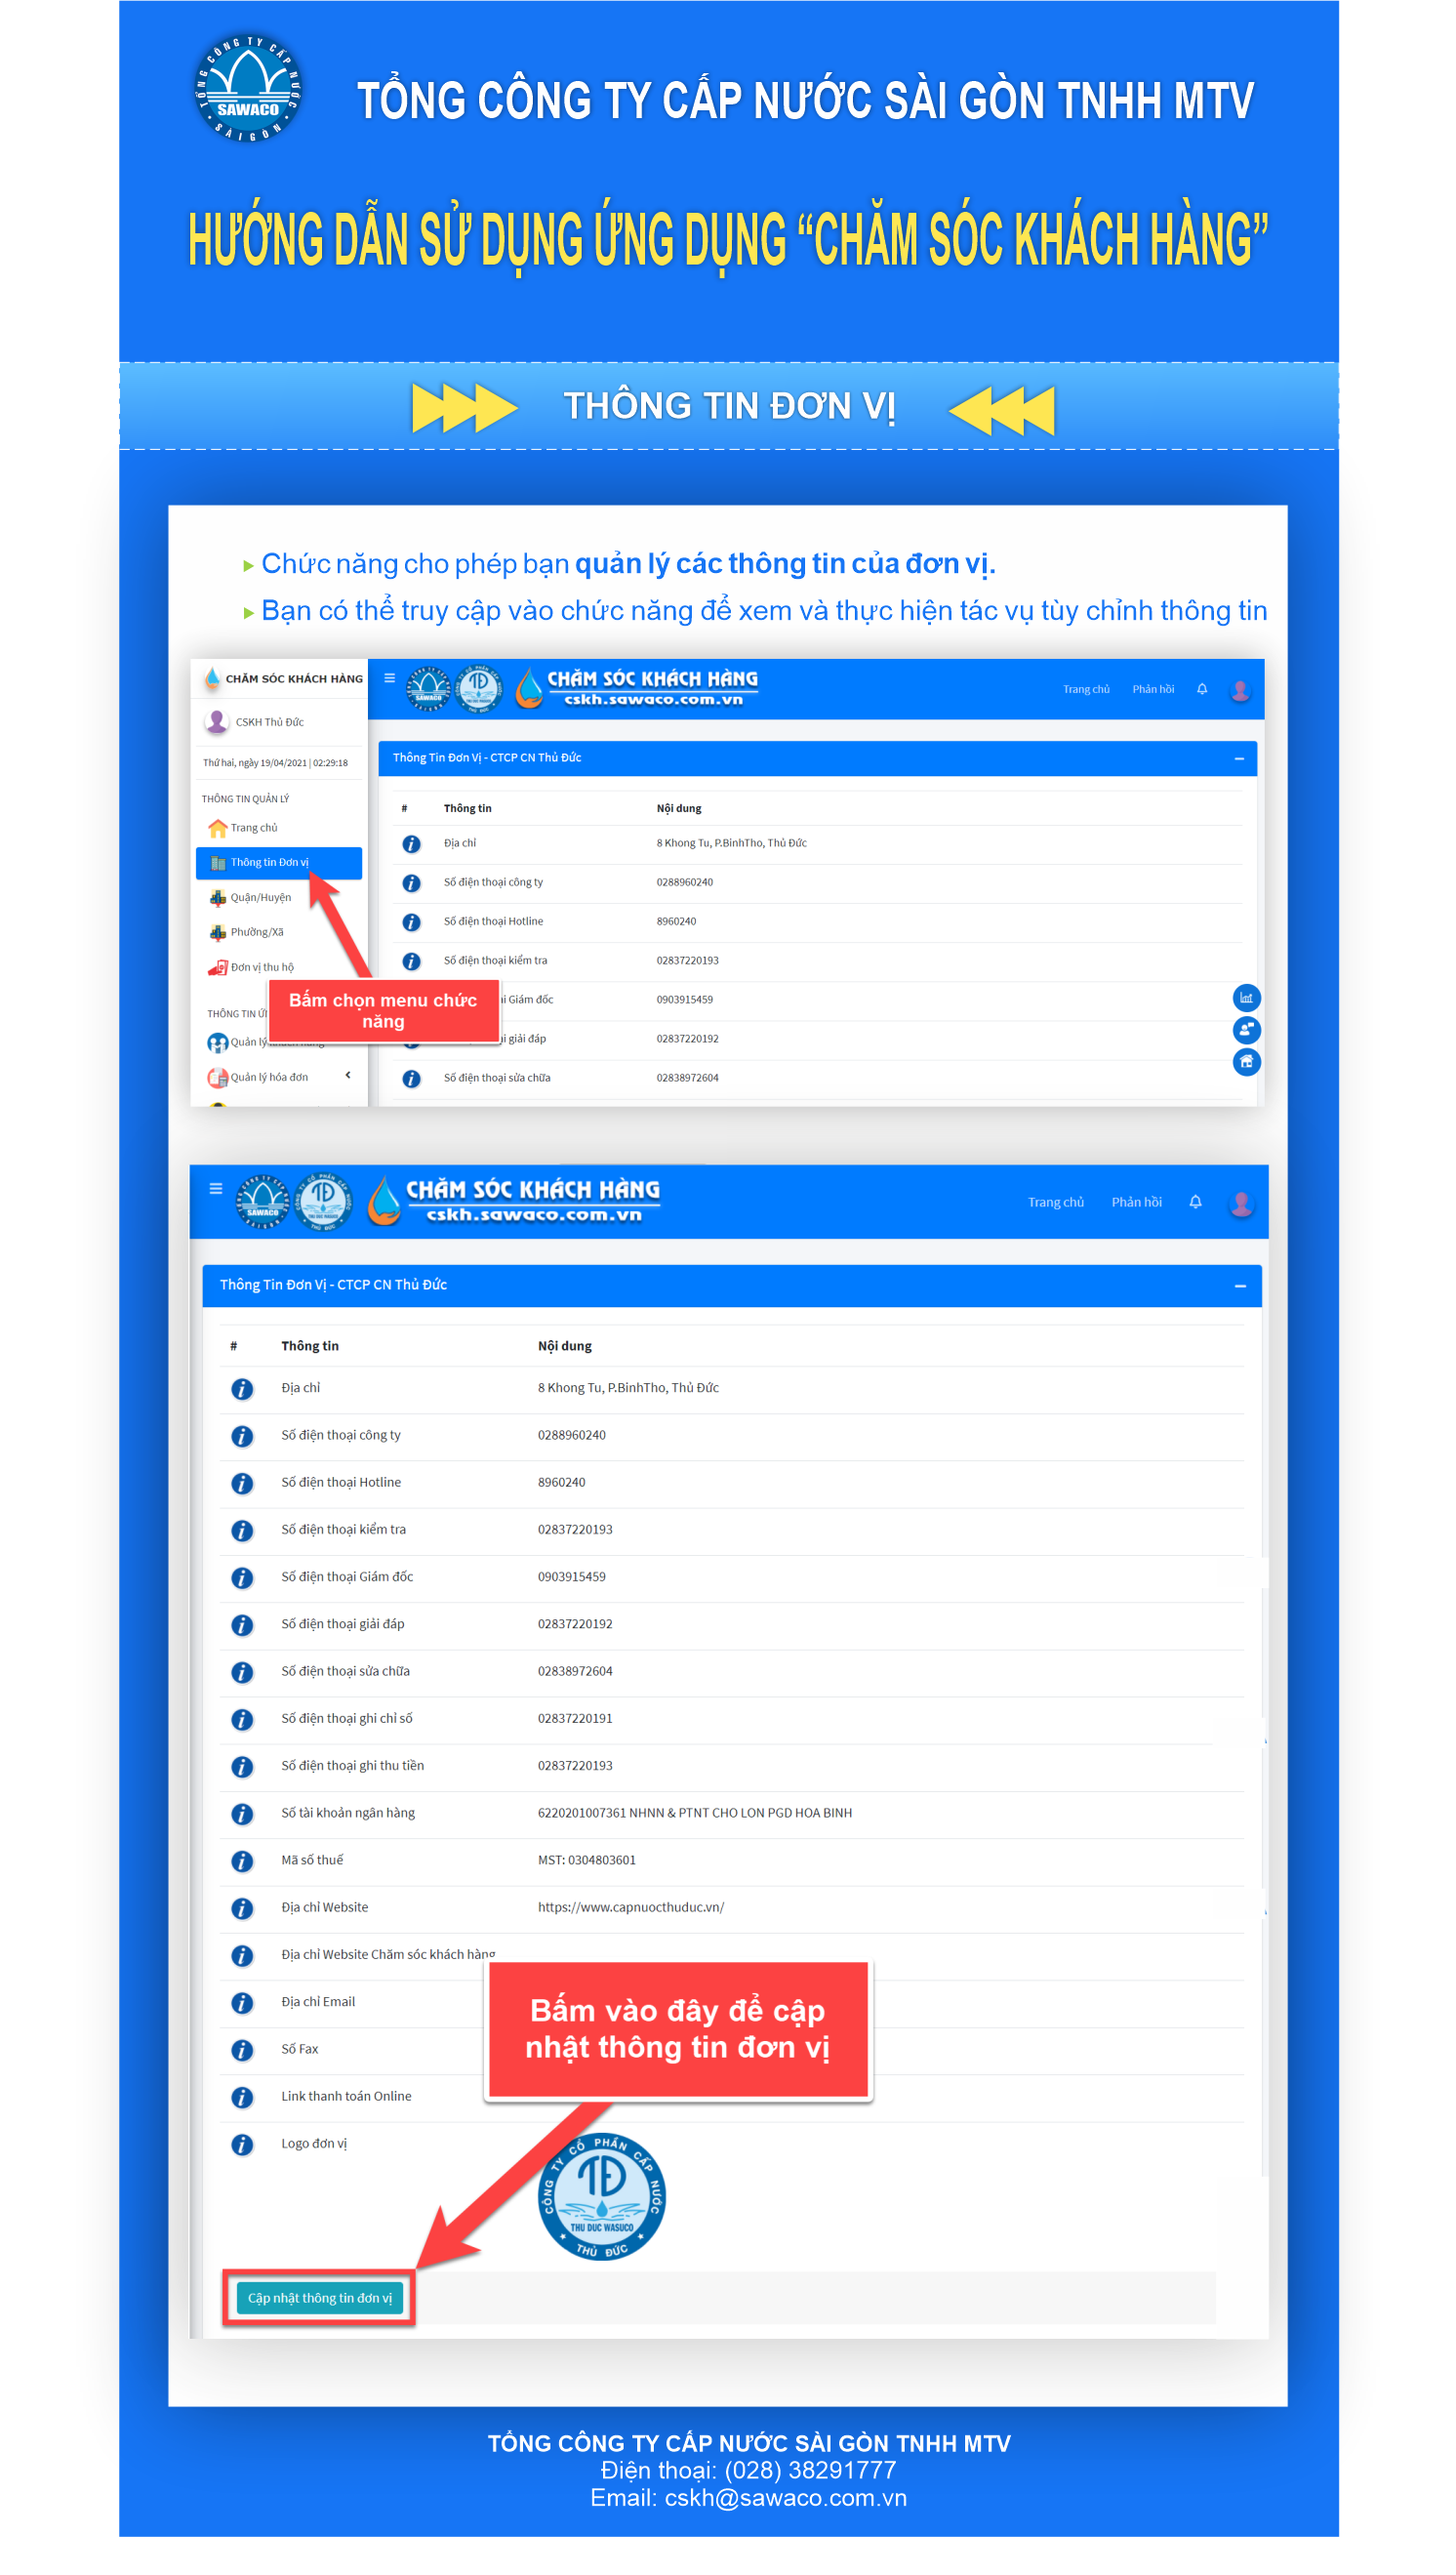 TỔNG CÔNG TY CẤP NƯỚC SÀI GÒN
SAWACO
TỔNG CÔNG TY CẤP NƯỚC SÀI GÒN TNHH MTV
HƯỚNG DẪN SỬ DỤNG ỨNG DỤNG “CHĂM SÓC KHÁCH HÀNG”
THÔNG TIN ĐƠN VỊ
Chức năng cho phép bạn quản lý các thông tin của đơn vị.
Bạn có thể truy cập vào chức năng để xem và thực hiện tác vụ tùy chỉnh thông tin
CHĂM SÓC KHÁCH HÀNG
CSKH Thủ Đức
Thứ hai, ngày 19/04/2021 | 02:29:18
THÔNG TIN QUẢN LÝ
Trang chủ
Thông tin Đơn vị
Quận/Huyện
Phường/Xã
Đơn vị thu hộ
THÔNG TIN
Quản lý
Quản lý hóa đơn
Bấm chọn menu chức
năng
SAWACO
CHĂM SÓC KHÁCH HÀNG
cskh.sawaco.com.vn
Trang chủ Phản hồi
Thông Tin Đơn Vị - CTCP CN Thủ Đức
# Thông tin Nội dung
Địa chỉ 8 Khong Tu, P.BinhTho, Thủ Đức
Số điện thoại công ty 0288960240
Số điện thoại Hotline 8960240
Số điện thoại kiểm tra 02837220193
i Giám đốc 0903915459
i giải đáp 02837220192
Số điện thoại sửa chữa 02838972604
SAWACO
CHĂM SÓC KHÁCH HÀNG
cskh.sawaco.com.vn
Trang chủ Phản hồi
Thông Tin Đơn Vị - CTCP CN Thủ Đức
# Thông tin Nội dung
Địa chỉ 8 Khong Tu, P.BinhTho, Thủ Đức
Số điện thoại công ty 0288960240
Số điện thoại Hotline 8960240
Số điện thoại kiểm tra 02837220193
Số điện thoại Giám đốc 0903915459
Số điện thoại giải đáp 02837220192
Số điện thoại sửa chữa 02838972604
Số điện thoại ghi chỉ số 02837220191
Số điện thoại ghi thu tiền 02837220193
Số tài khoản ngân hàng 6220201007361 NHNN & PTNT CHO LON PGD HOA BINH
Mã số thuế MST: 0304803601
Địa chỉ Website https://www.capnuocthuduc.vn/
Địa chỉ Website Chăm sóc khách hàng
Địa chỉ Email
Số Fax
Link thanh toán Online
Logo đơn vị
Bấm vào đây để cập
nhật thông tin đơn vị
CÔNG TY CỔ PHẦN CẤP NƯỚC
TĐ
THU DUC WASUCO
THỦ ĐỨC
Cập nhật thông tin đơn vị
TỔNG CÔNG TY CẤP NƯỚC SÀI GÒN TNHH MTV
Điện thoại: (028) 38291777
Email: cskh@sawaco.com.vn